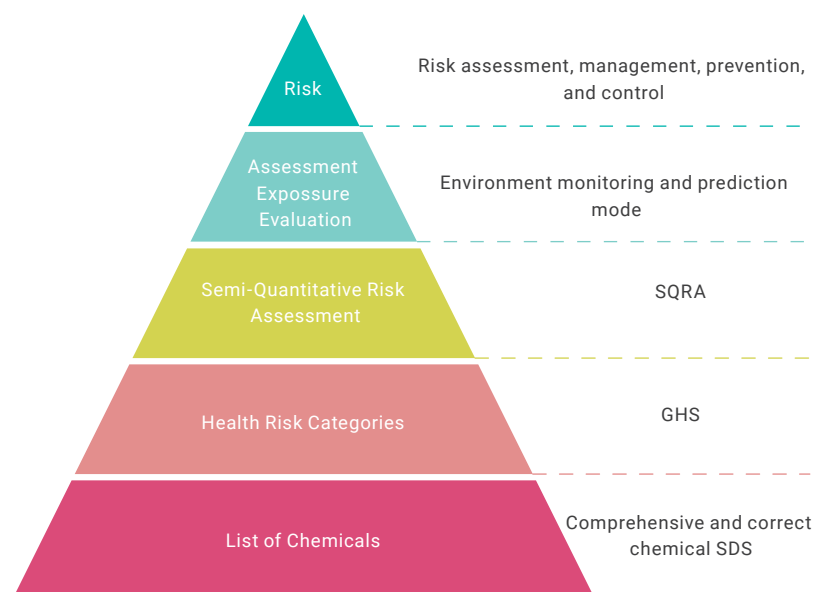 Risk
Risk assessment, management, prevention,
and control
Assessment
Expossure
Evaluation
Environment monitoring and prediction
mode
Semi-Quantitative Risk
Assessment
SQRA
Health Risk Categories
GHS
List of Chemicals
Comprehensive and correct
chemical SDS